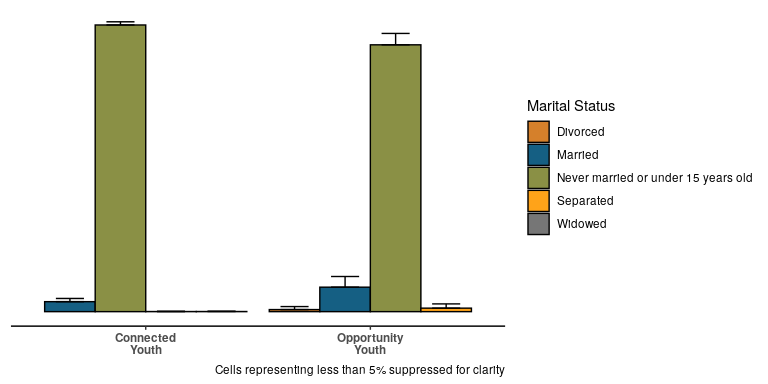 Marital Status
Divorced
Married
Never married or under 15 years old
Separated
Widowed
Connected
Youth
Opportunity
Youth
Cells representing less than 5% suppressed for clarity